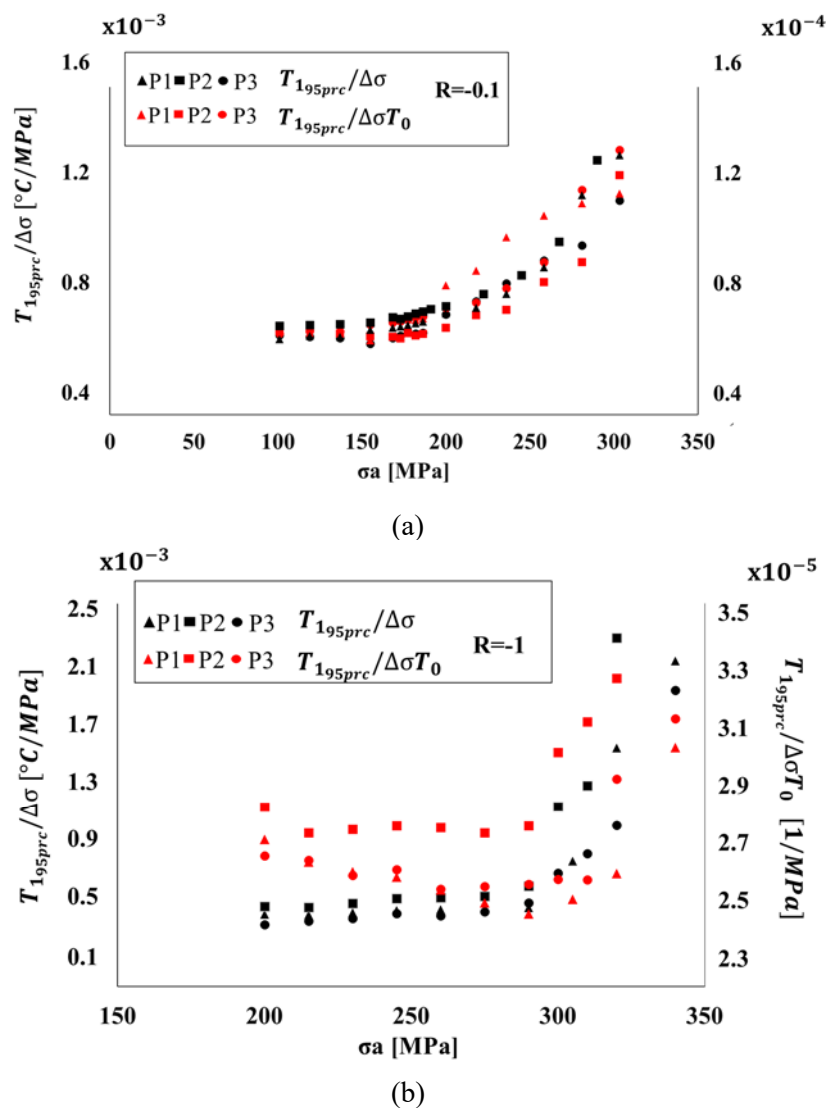 x10⁻³
x10⁻⁴
1.6
1.2
0.8
0.4
T₁₉₅ₚᵣc/Δσ [°C/MPa]
P1 P2 P3 T₁₉₅ₚᵣc/Δσ R=-0.1
P1 P2 P3 T₁₉₅ₚᵣc/ΔσT₀
1.6
1.2
0.8
0.4
0 50 100 150 200 250 300 350
σa [MPa]
(a)
x10⁻³
x10⁻⁵
2.5
2.1
1.7
1.3
0.9
0.5
0.1
T₁₉₅ₚᵣc/Δσ [°C/MPa]
P1 P2 P3 T₁₉₅ₚᵣc/Δσ
R=-1
P1 P2 P3 T₁₉₅ₚᵣc/ΔσT₀
3.5
3.3
3.1
2.9
2.7
2.5
2.3
T₁₉₅ₚᵣc/ΔσT₀ [1/MPa]
150 200 250 300 350
σa [MPa]
(b)